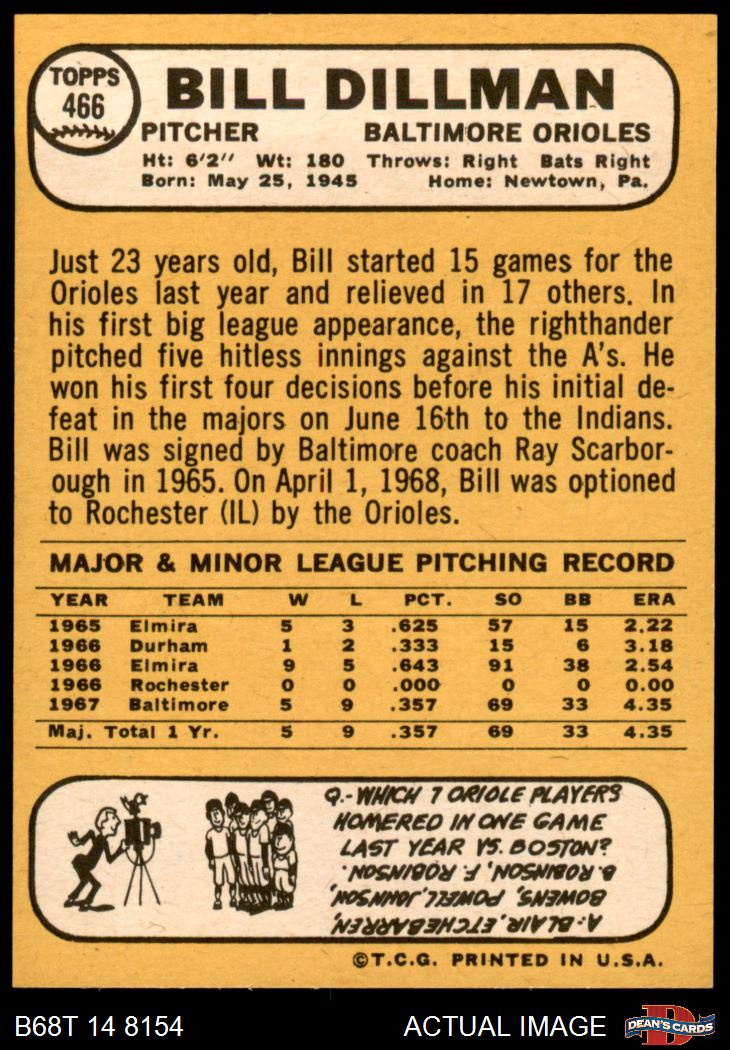 TOPPS
466
BILL DILLMAN
PITCHER BALTIMORE ORIOLES
Ht: 6'2" Wt: 180 Throws: Right Bats Right
Born: May 25, 1945 Home: Newtown, Pa.
Just 23 years old, Bill started 15 games for the
Orioles last year and relieved in 17 others. In
his first big league appearance, the righthander
pitched five hitless innings against the A's. He
won his first four decisions before his initial de-
feat in the majors on June 16th to the Indians.
Bill was signed by Baltimore coach Ray Scarbor-
ough in 1965. On April 1, 1968, Bill was optioned
to Rochester (IL) by the Orioles.
MAJOR & MINOR LEAGUE PITCHING RECORD
YEAR TEAM W L PCT. SO BB ERA
1965 Elmira 5 3 .625 57 15 2.22
1966 Durham 1 2 .333 15 6 3.18
1966 Elmira 9 5 .643 91 38 2.54
1966 Rochester 0 0 .000 0 0 0.00
1967 Baltimore 5 9 .357 69 33 4.35
Maj. Total 1 Yr. 5 9 .357 69 33 4.35
Q.-WHICH 7 ORIOLE PLAYERS
HOMERED IN ONE GAME
LAST YEAR VS. BOSTON?
A: BLAIR, ETCHEBARREN,
BOWENS, POWELL, JOHNSON,
B. ROBINSON, F. ROBINSON.
©T.C.G. PRINTED IN U.S.A.
B68T 14 8154 ACTUAL IMAGE
D
DEAN'S CARDS